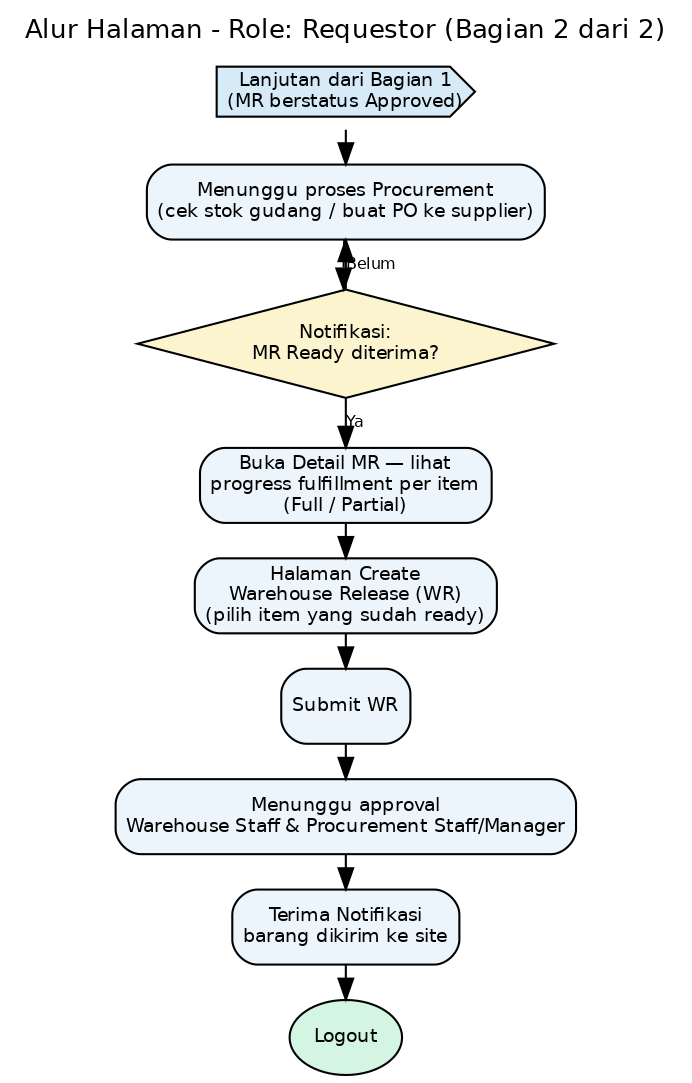 Alur Halaman - Role: Requestor (Bagian 2 dari 2)
Lanjutan dari Bagian 1
(MR berstatus Approved)
Menunggu proses Procurement
(cek stok gudang / buat PO ke supplier)
Belum
Notifikasi:
MR Ready diterima?
Ya
Buka Detail MR — lihat
progress fulfillment per item
(Full / Partial)
Halaman Create
Warehouse Release (WR)
(pilih item yang sudah ready)
Submit WR
Menunggu approval
Warehouse Staff & Procurement Staff/Manager
Terima Notifikasi
barang dikirim ke site
Logout